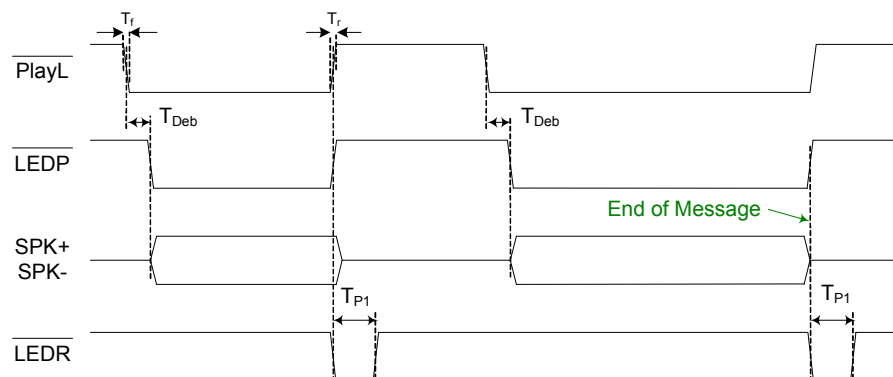 Tf Tr
PlayL
TDeb TDeb
LEDP
End of Message
SPK+
SPK-
TP1 TP1
LEDR